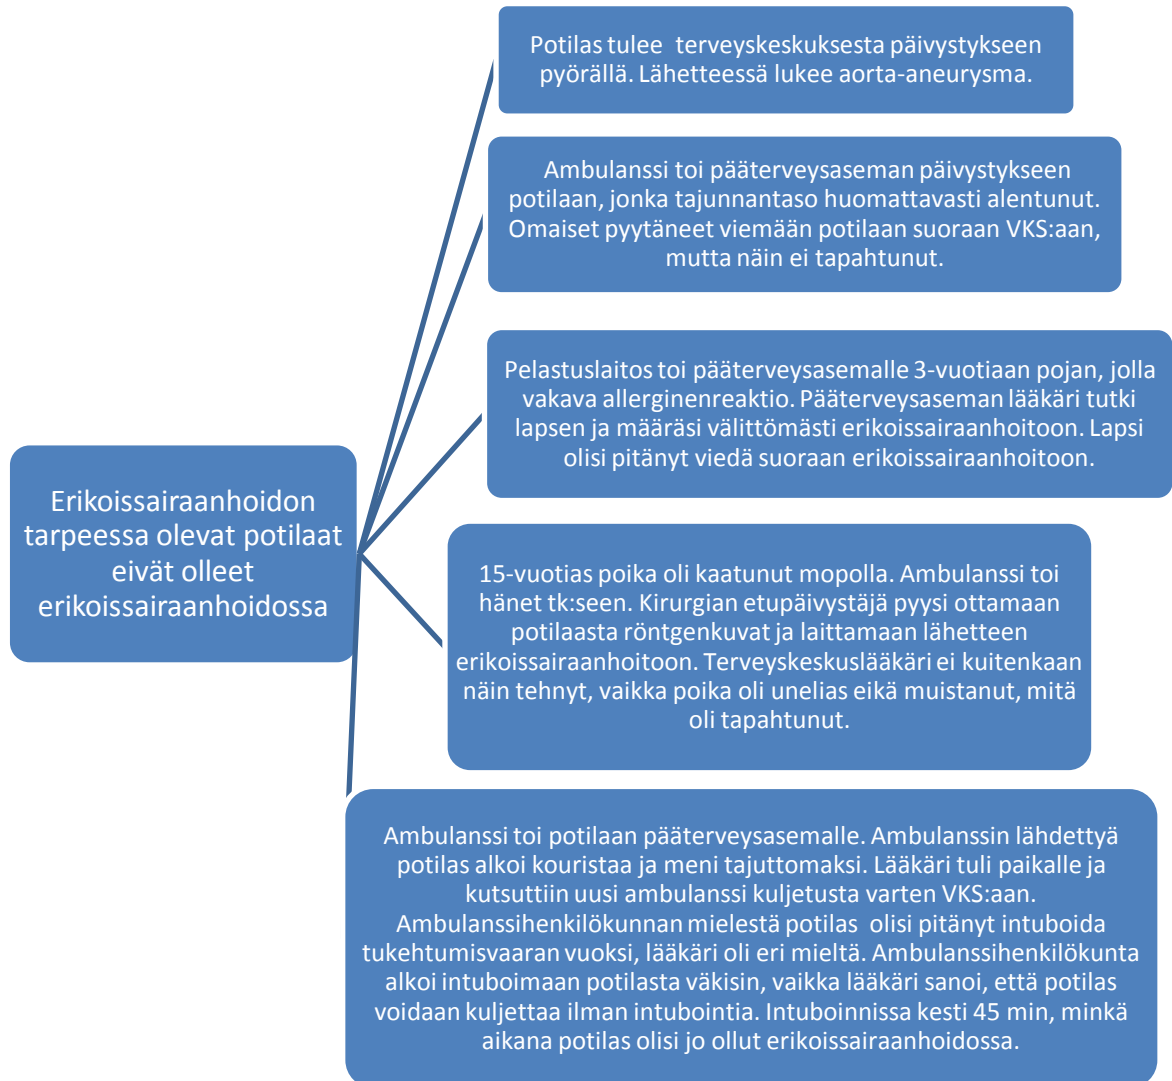 Potilas tulee  terveyskeskuksesta päivystykseen
pyörällä. Lähetteessä lukee aorta-aneurysma.
Ambulanssi toi pääterveysaseman päivystykseen
potilaan, jonka tajunnantaso huomattavasti alentunut.
Omaiset pyytäneet viemään potilaan suoraan VKS:aan,
mutta näin ei tapahtunut.
Pelastuslaitos toi pääterveysasemalle 3-vuotiaan pojan, jolla
vakava allerginenreaktio. Pääterveysaseman lääkäri tutki
lapsen ja määräsi välittömästi erikoissairaanhoitoon. Lapsi
olisi pitänyt viedä suoraan erikoissairaanhoitoon.
Erikoissairaanhoidon
tarpeessa olevat potilaat
eivät olleet
erikoissairaanhoidossa
15-vuotias poika oli kaatunut mopolla. Ambulanssi toi
hänet tk:seen. Kirurgian etupäivystäjä pyysi ottamaan
potilaasta röntgenkuvat ja laittamaan lähetteen
erikoissairaanhoitoon. Terveyskeskuslääkäri ei kuitenkaan
näin tehnyt, vaikka poika oli unelias eikä muistanut, mitä
oli tapahtunut.
Ambulanssi toi potilaan pääterveysasemalle. Ambulanssin lähdettyä
potilas alkoi kouristaa ja meni tajuttomaksi. Lääkäri tuli paikalle ja
kutsuttiin uusi ambulanssi kuljetusta varten VKS:aan.
Ambulanssihenkilökunnan mielestä potilas  olisi pitänyt intuboida
tukehtumisvaaran vuoksi, lääkäri oli eri mieltä. Ambulanssihenkilökunta
alkoi intuboimaan potilasta väkisin, vaikka lääkäri sanoi, että potilas
voidaan kuljettaa ilman intubointia. Intuboinnissa kesti 45 min, minkä
aikana potilas olisi jo ollut erikoissairaanhoidossa.